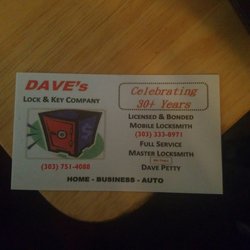 DAVE's
LOCK & KEY COMPANY
(303) 751-4088
Celebrating
30+ Years
LICENSED & BONDED
MOBILE LOCKSMITH
(303) 333-0971
FULL SERVICE
MASTER LOCKSMITH
DAVE PETTY
HOME - BUSINESS - AUTO